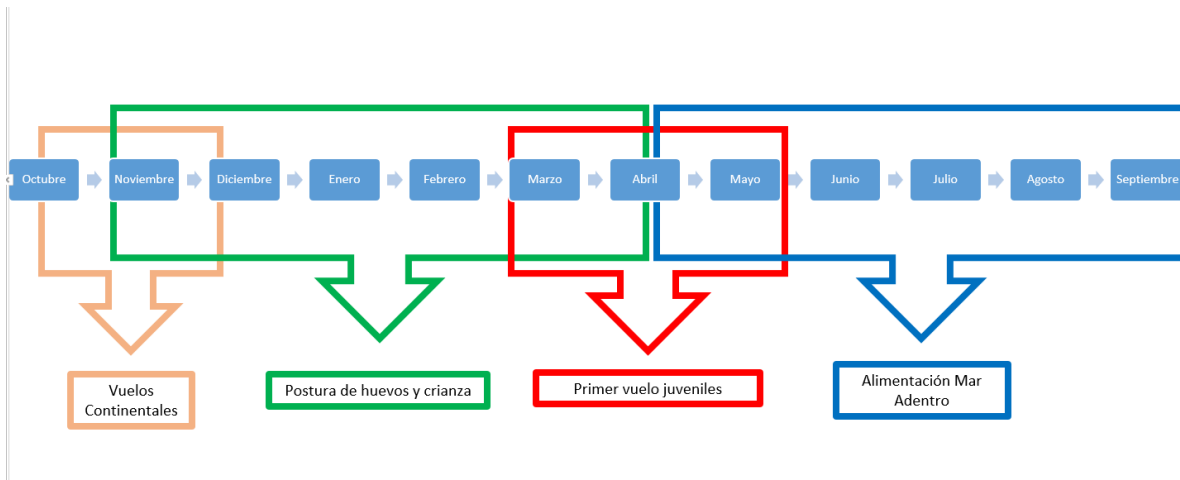 Octubre
Noviembre
Diciembre
Enero
Febrero
Marzo
Abril
Mayo
Junio
Julio
Agosto
Septiembre
Vuelos
Continentales
Postura de huevos y crianza
Primer vuelo juveniles
Alimentación Mar
Adentro